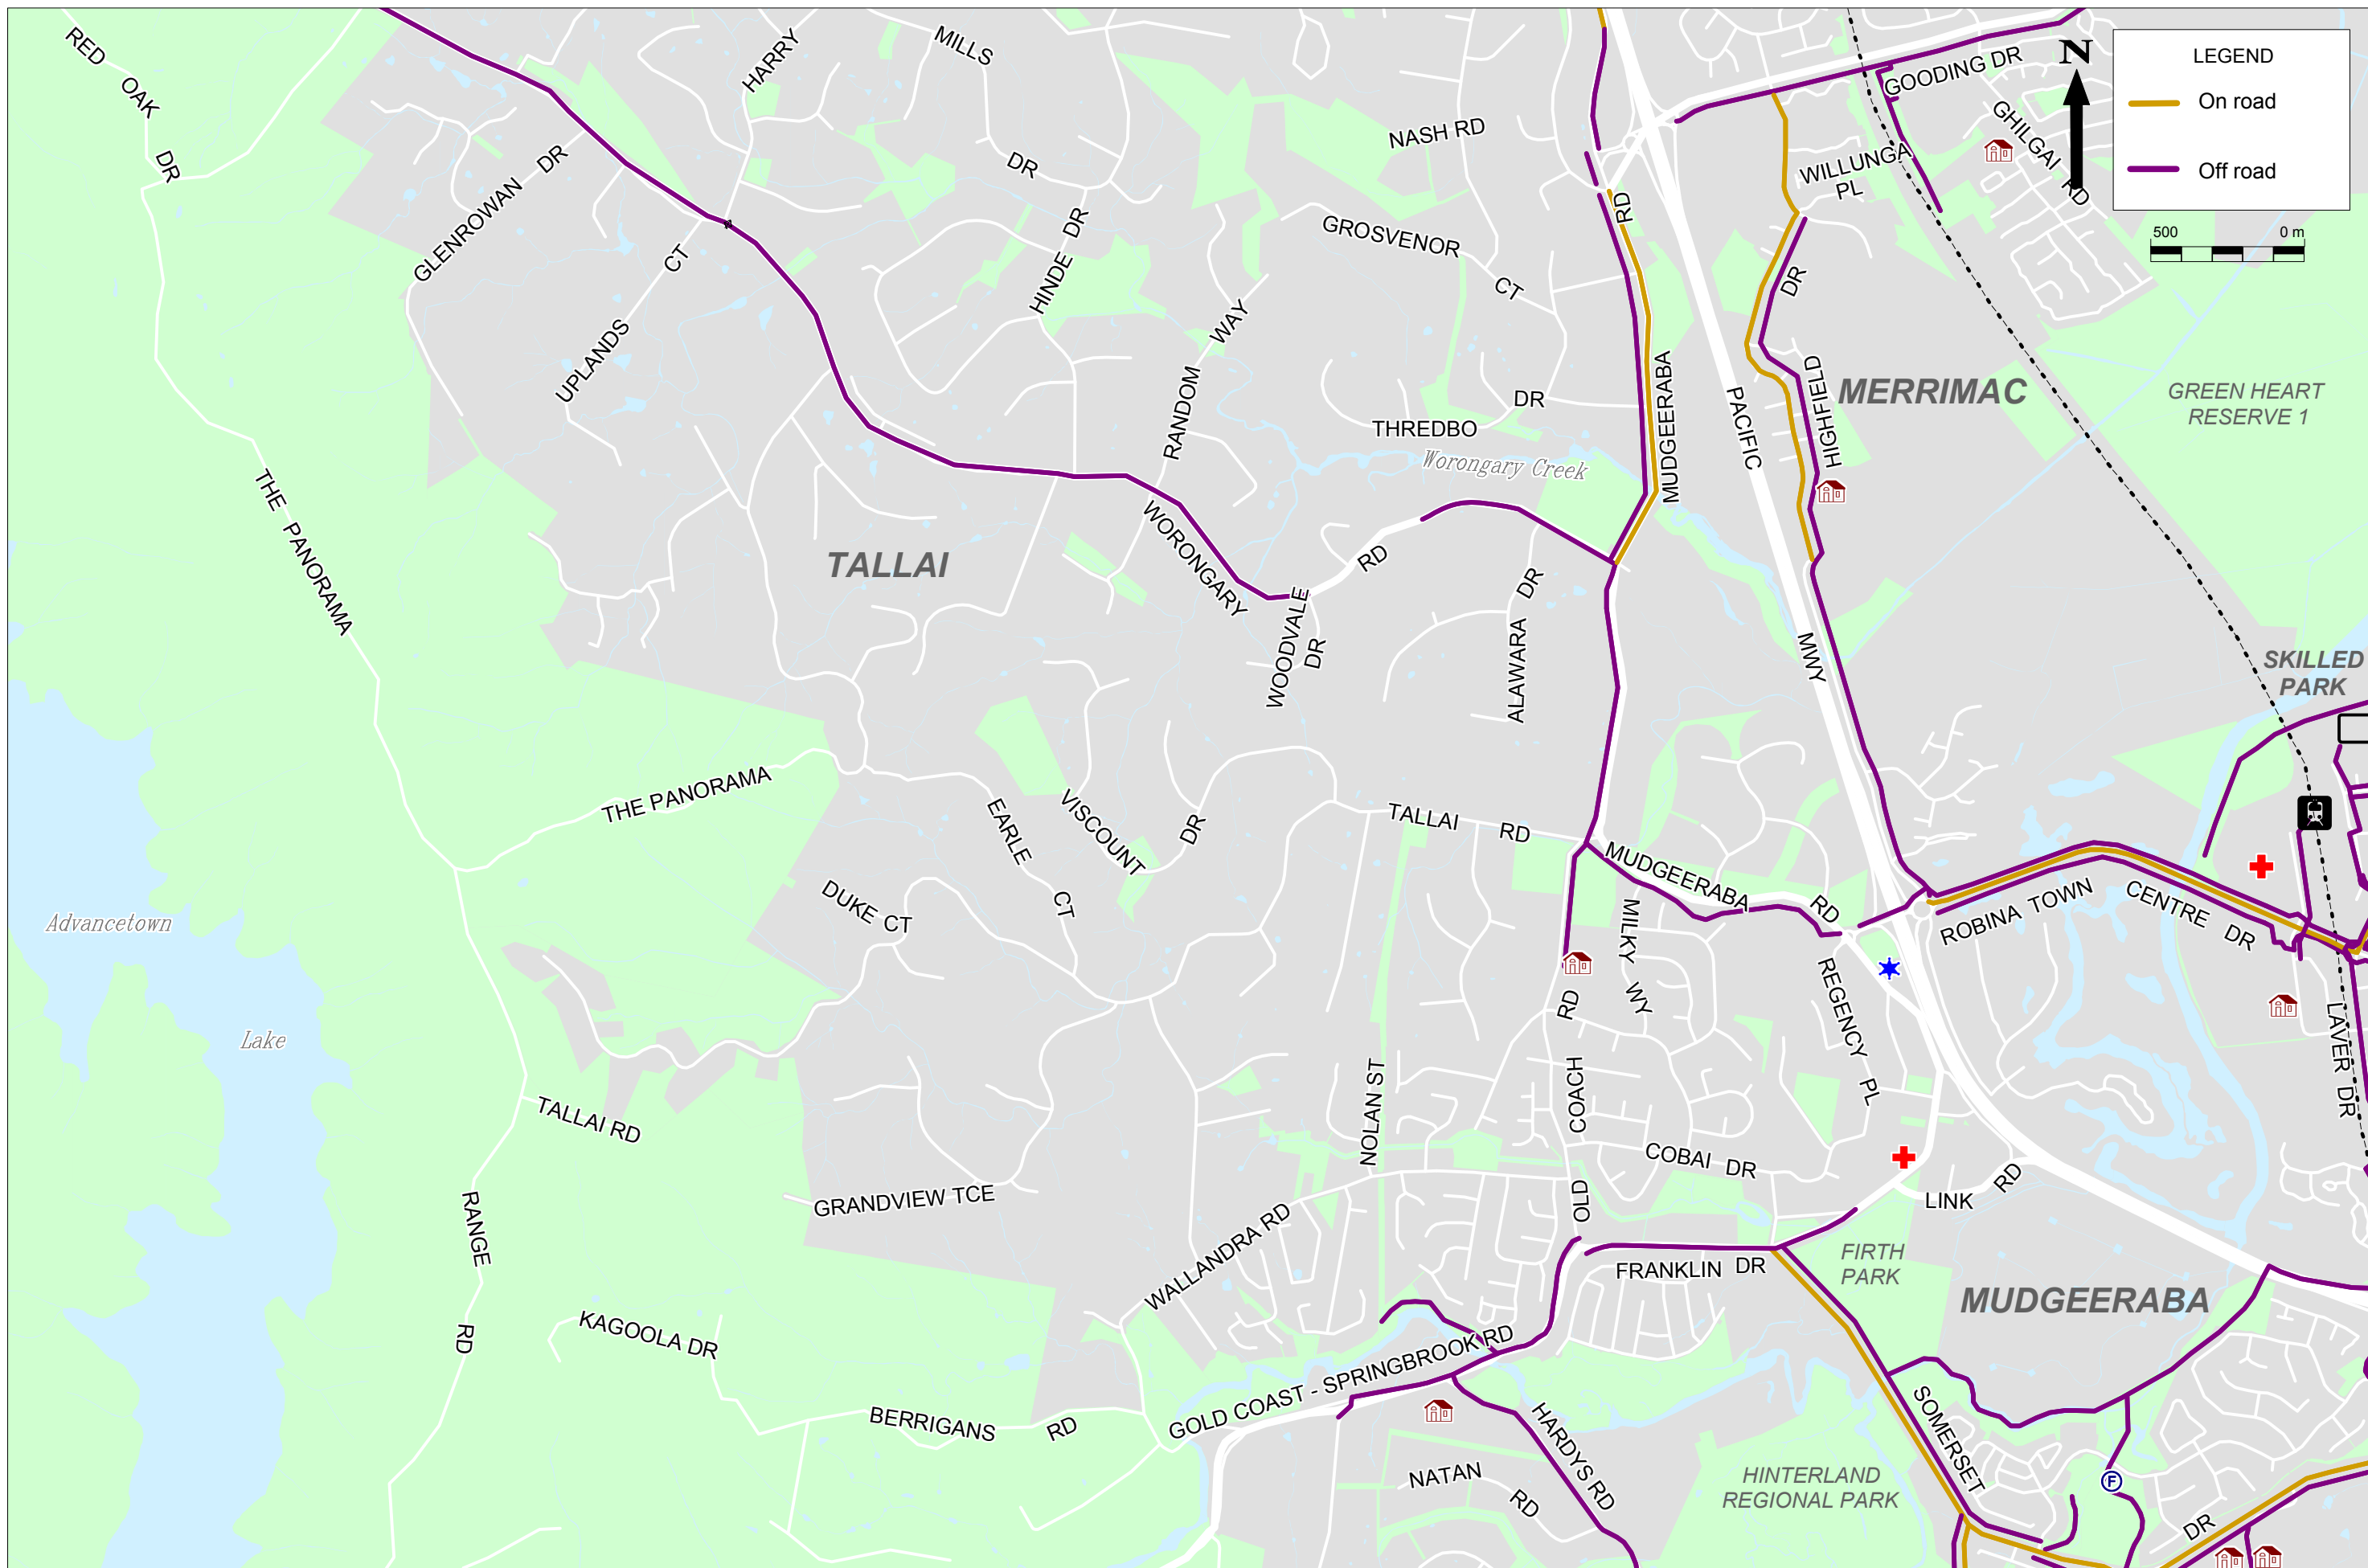 RED OAK DR
HARRY
MILLS
DR
N
LEGEND
On road
Off road
500 0 m
GOODING DR
GHILGAI RD
WILLUNGA
PL
NASH RD
GLENROWAN DR
UPLANDS CT
HINDE DR
RANDOM WAY
GROSVENOR CT
RD
MUDGEERABA
DR
HIGHFIELD
PACIFIC
MWY
MERRIMAC
GREEN HEART
RESERVE 1
THREDBO DR
Worongary Creek
THE PANORAMA
TALLAI
WORONGARY RD
WOODVALE
DR
ALAWARA DR
SKILLED
PARK
THE PANORAMA
EARLE CT
VISCOUNT DR
TALLAI RD
MUDGEERABA RD
DUKE CT
MILKY WY
ROBINA TOWN CENTRE DR
Advancetown
Lake
REGENCY PL
LAVER DR
OLD COACH RD
NOLAN ST
TALLAI RD
COBAI DR
RANGE
RD
GRANDVIEW TCE
WALLANDRA RD
LINK RD
FRANKLIN DR
FIRTH
PARK
MUDGEERABA
KAGOOLA DR
GOLD COAST - SPRINGBROOK RD
BERRIGANS RD
HARDYS RD
SOMERSET
DR
NATAN RD
HINTERLAND
REGIONAL PARK
F